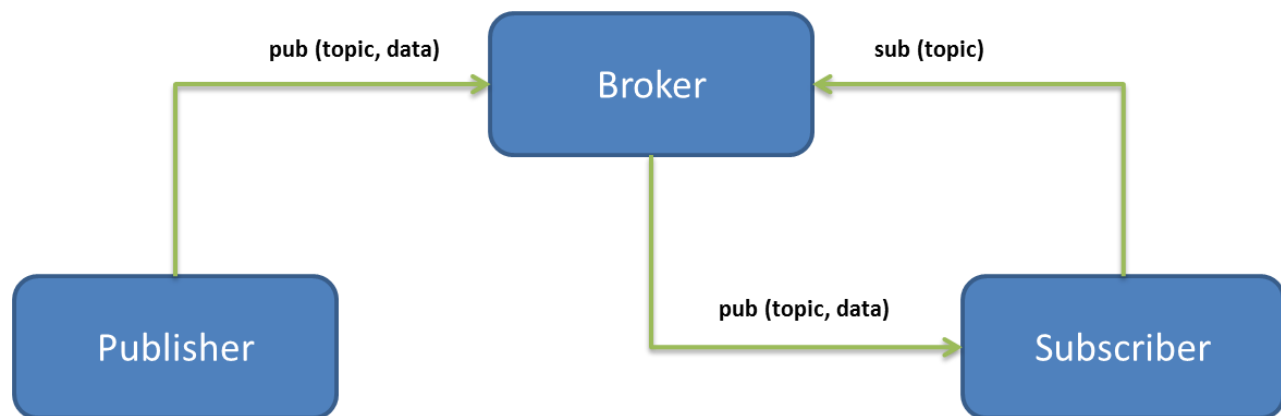 pub (topic, data)
sub (topic)
Broker
pub (topic, data)
Publisher
Subscriber